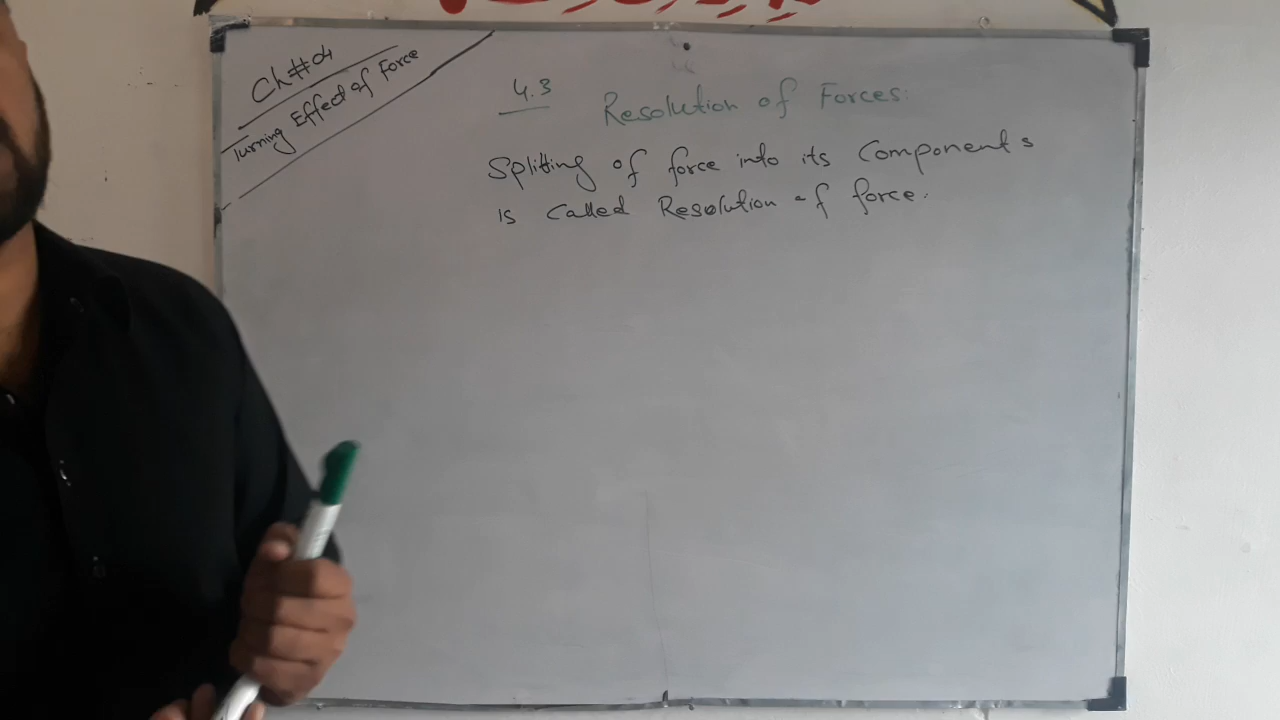 Ch#04
Turning Effect of Force
4.3 Resolution of Forces:
Splitting of force into its Components
is Called Resolution of force.